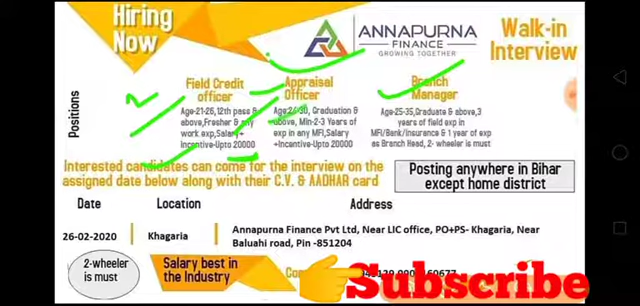 Hiring
Now
ANNAPURNA
FINANCE
GROWING TOGETHER
Walk-in
Interview
Positions
Field Credit
officer
Age-21-26, 12th pass &
above, Fresher & any
work exp, Salary+
Incentive-Upto 20000
Appraisal
Officer
Age-24-30, Graduation &
above, Min-2-3 Years of
exp in any MFI, Salary
+Incentive-Upto 20000
Branch
Manager
Age-25-35, Graduate & above, 3
years of field exp in
MFI/Bank/Insurance & 1 year of exp
as Branch Head, 2- wheeler is must
Interested candidates can come for the interview on the
assigned date below along with their C.V. & AADHAR card
Posting anywhere in Bihar
except home district
Date
Location
Address
26-02-2020
Khagaria
Annapurna Finance Pvt Ltd, Near LIC office, PO+PS- Khagaria, Near
Baluahi road, Pin -851204
2-wheeler
is must
Salary best in
the Industry
Subscribe